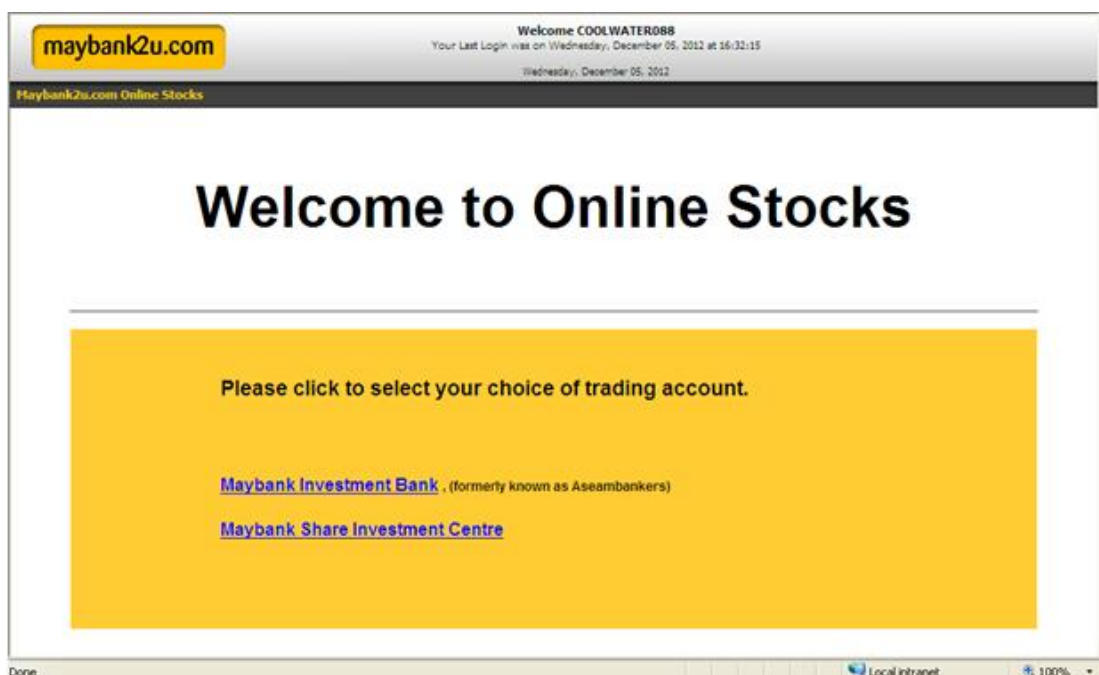 maybank2u.com
Welcome COOLWATER088
Your Last Login was on Wednesday, December 05, 2012 at 16:32:15
Wednesday, December 05, 2012
Maybank2u.com Online Stocks
Welcome to Online Stocks
Please click to select your choice of trading account.
Maybank Investment Bank , (formerly known as Aseambankers)
Maybank Share Investment Centre
Done
Local intranet
100%